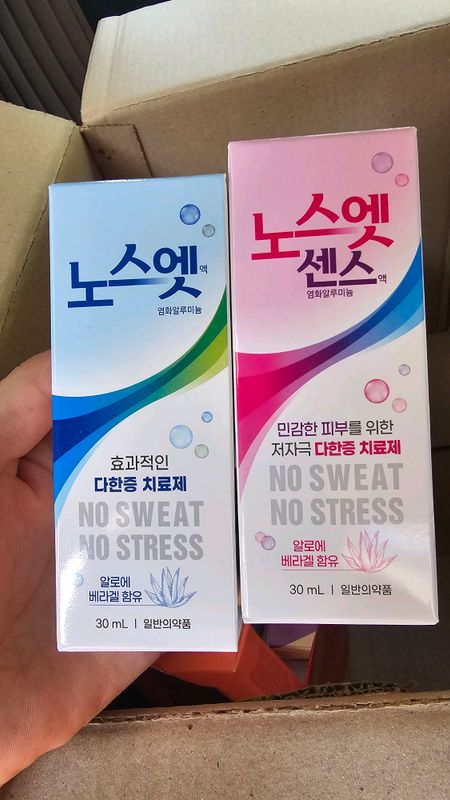 노스엣액
염화알루미늄
효과적인
다한증 치료제
NO SWEAT
NO STRESS
알로에
베라겔 함유
30 mL | 일반의약품
노스엣
센스액
염화알루미늄
민감한 피부를 위한
저자극 다한증 치료제
NO SWEAT
NO STRESS
알로에
베라겔 함유
30 mL | 일반의약품